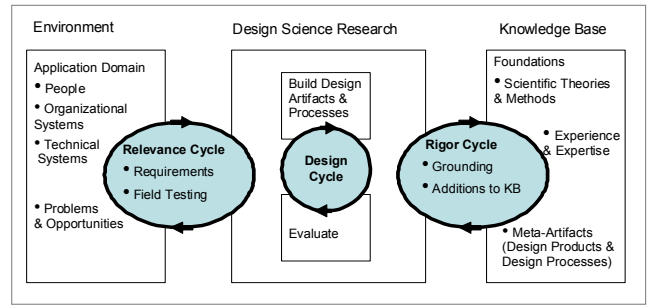 Environment
Design Science Research
Knowledge Base
Application Domain
• People
• Organizational
Systems
• Technical
Systems
• Problems
& Opportunities
Relevance Cycle
• Requirements
• Field Testing
Build Design
Artifacts &
Processes
Design
Cycle
Evaluate
Rigor Cycle
• Grounding
• Additions to KB
Foundations
• Scientific Theories
& Methods
• Experience
& Expertise
• Meta-Artifacts
(Design Products &
Design Processes)